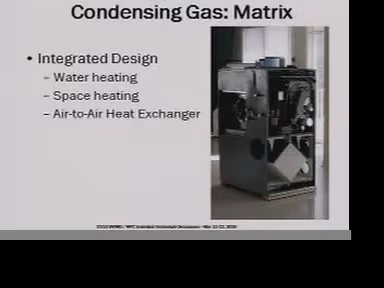 Condensing Gas: Matrix
• Integrated Design
– Water heating
– Space heating
– Air-to-Air Heat Exchanger